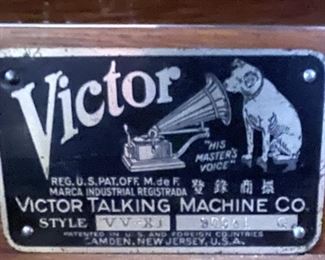 Victor
"HIS
MASTER'S
VOICE"
REG. U.S. PAT. OFF. M. de F.
MARCA INDUSTRIAL REGISTRADA 登錄商標
VICTOR TALKING MACHINE CO.
STYLE VV-XI
PATENTED IN U.S. AND FOREIGN COUNTRIES
CAMDEN, NEW JERSEY, U.S.A.